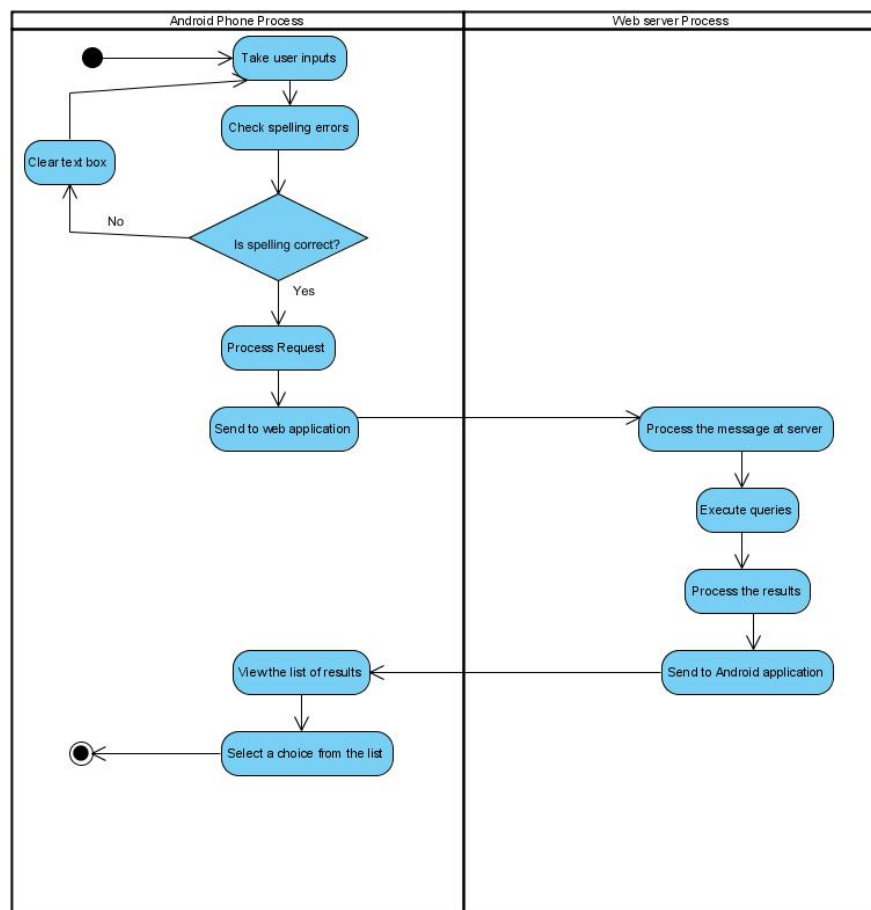 Android Phone Process
Web server Process
Take user inputs
Check spelling errors
Clear text box
No
Is spelling correct?
Yes
Process Request
Send to web application
Process the message at server
Execute queries
Process the results
Send to Android application
View the list of results
Select a choice from the list